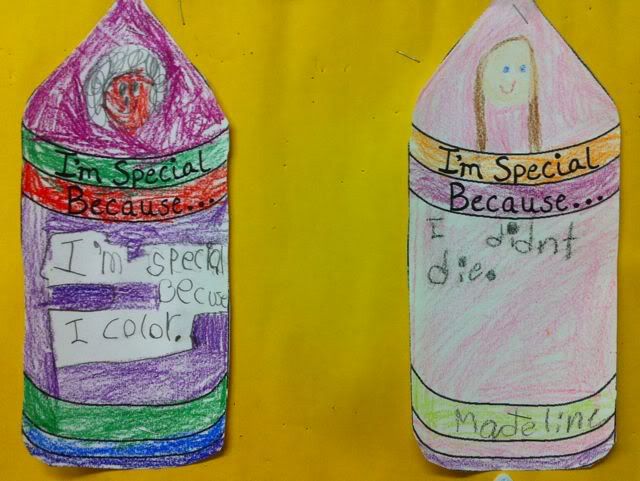 I'm Special
Because...
I'm special
Becuse
I color.
I'm Special
Because...
I didnt
die.
Madeline